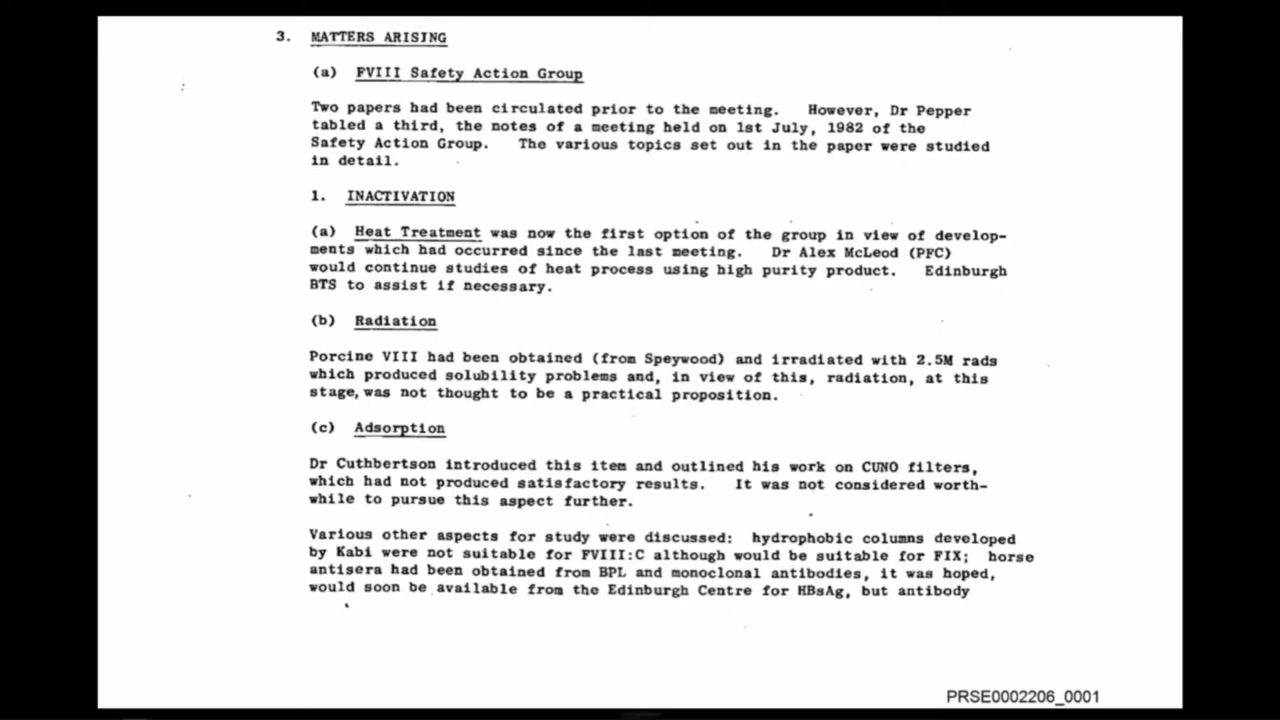 3. MATTERS ARISING
(a) FVIII Safety Action Group
Two papers had been circulated prior to the meeting. However, Dr Pepper
tabled a third, the notes of a meeting held on 1st July, 1982 of the
Safety Action Group. The various topics set out in the paper were studied
in detail.
1. INACTIVATION
(a) Heat Treatment was now the first option of the group in view of develop-
ments which had occurred since the last meeting. Dr Alex McLeod (PFC)
would continue studies of heat process using high purity product. Edinburgh
BTS to assist if necessary.
(b) Radiation
Porcine VIII had been obtained (from Speywood) and irradiated with 2.5M rads
which produced solubility problems and, in view of this, radiation, at this
stage, was not thought to be a practical proposition.
(c) Adsorption
Dr Cuthbertson introduced this item and outlined his work on CUNO filters,
which had not produced satisfactory results. It was not considered worth-
while to pursue this aspect further.
Various other aspects for study were discussed: hydrophobic columns developed
by Kabi were not suitable for FVIII:C although would be suitable for FIX; horse
antisera had been obtained from BPL and monoclonal antibodies, it was hoped,
would soon be available from the Edinburgh Centre for HBsAg, but antibody
PRSE0002206_0001